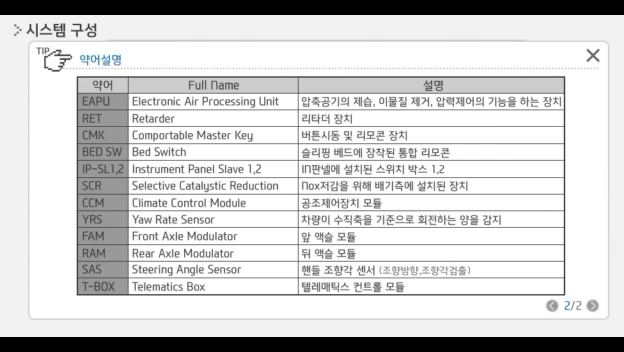 > 시스템 구성
TIP
약어설명
약어 Full Name 설명
EAPU Electronic Air Processing Unit 압축공기의 제습, 이물질 제거, 압력제어의 기능을 하는 장치
RET Retarder 리타더 장치
CMK Comportable Master Key 버튼시동 및 리모콘 장치
BED SW Bed Switch 슬리핑 베드에 장착된 통합 리모콘
IP-SL1,2 Instrument Panel Slave 1,2 IN판넬에 설치된 스위치 박스 1,2
SCR Selective Catalystic Reduction Nox저감을 위해 배기측에 설치된 장치
CCM Climate Control Module 공조제어장치 모듈
YRS Yaw Rate Sensor 차량이 수직축을 기준으로 회전하는 양을 감지
FAM Front Axle Modulator 앞 액슬 모듈
RAM Rear Axle Modulator 뒤 액슬 모듈
SAS Steering Angle Sensor 핸들 조향각 센서 (조향방향,조향각검출)
T-BOX Telematics Box 텔레매틱스 컨트롤 모듈
2/2